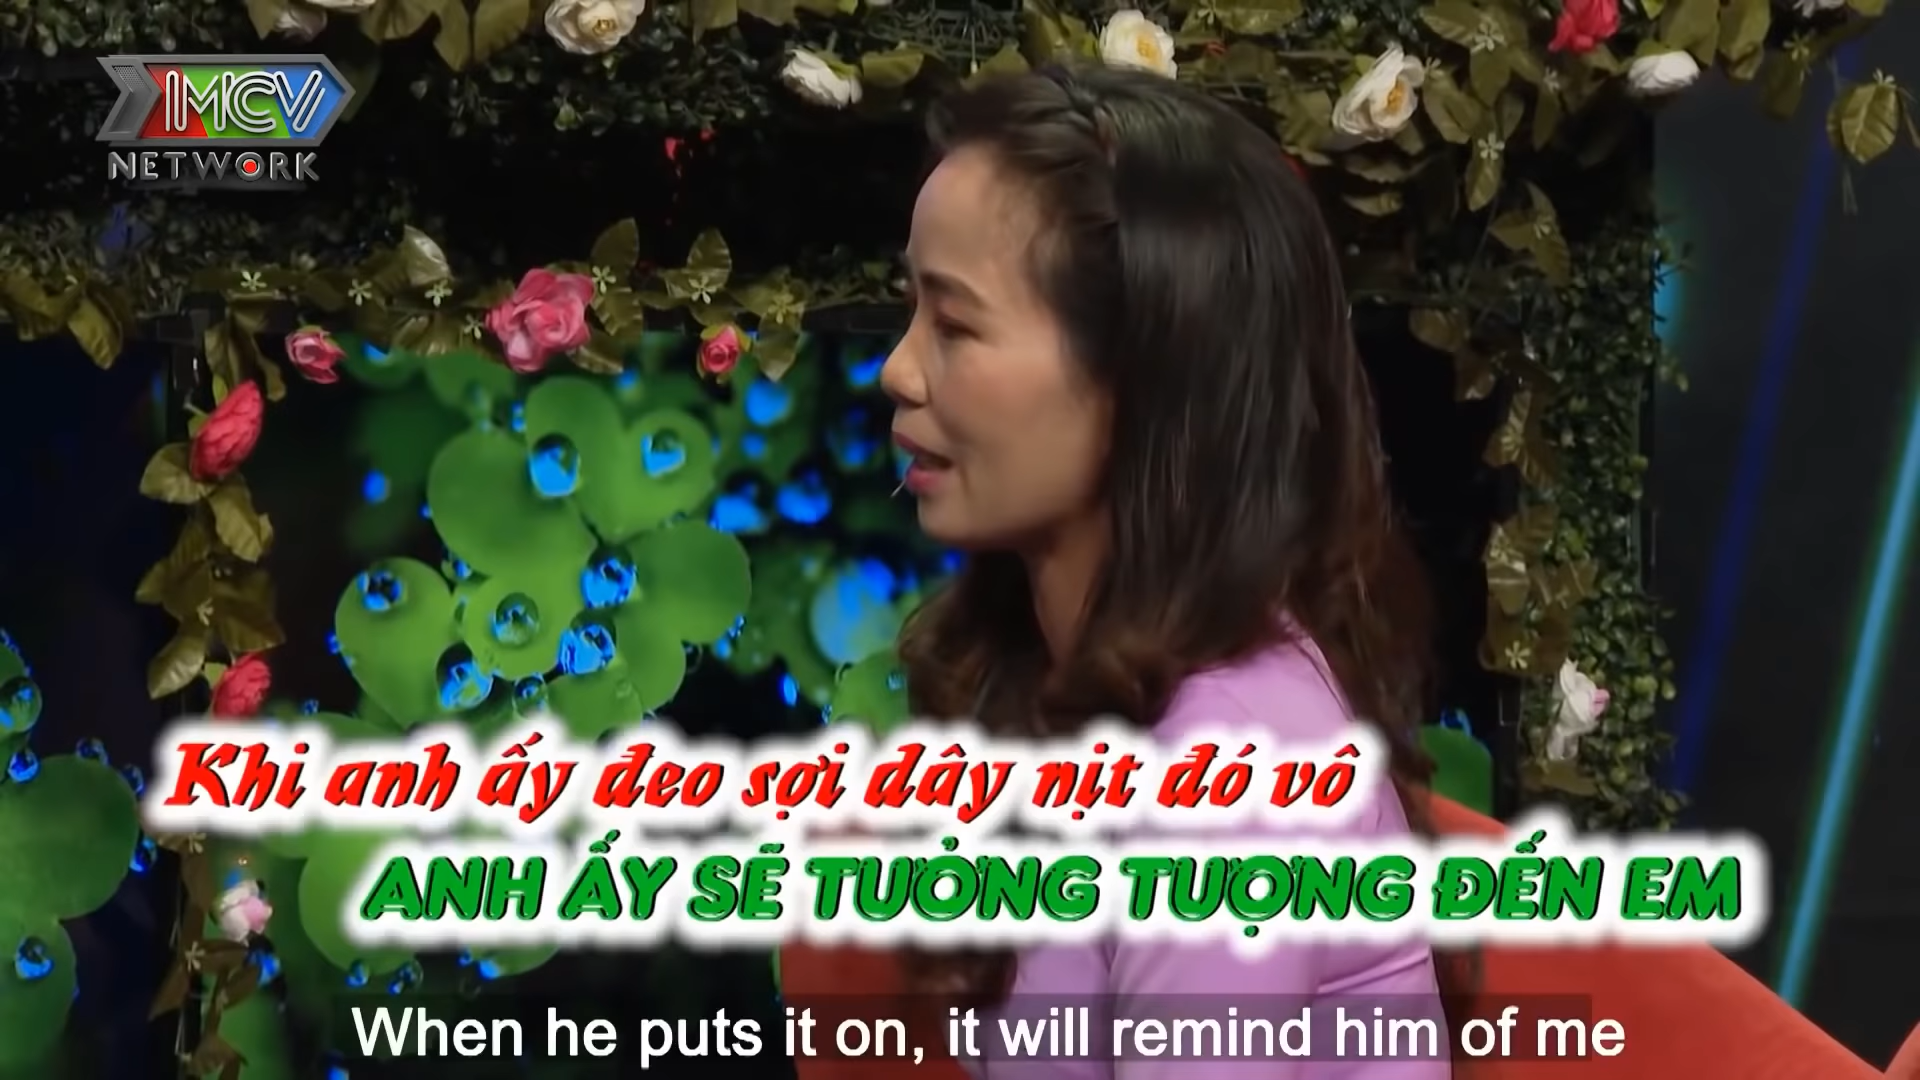 MCV
NETWORK
Khi anh ấy đeo sợi dây nịt đó vô
ANH ẤY SẼ TƯỞNG TƯỢNG ĐẾN EM
When he puts it on, it will remind him of me